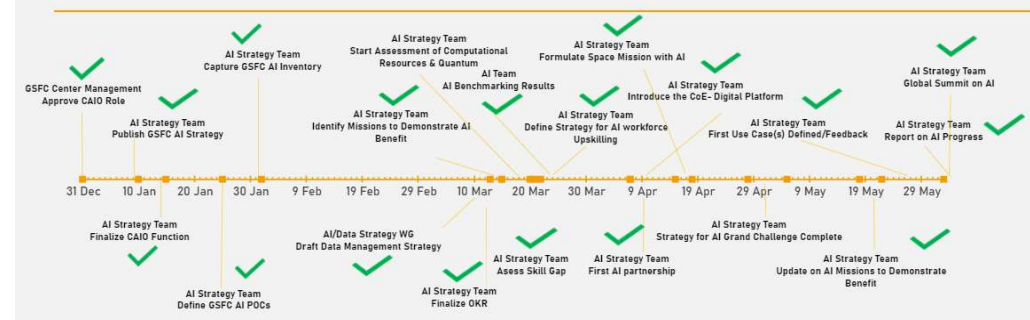 AI Strategy Team
Capture GSFC AI Inventory
AI Strategy Team
Start Assessment of Computational
Resources & Quantum
AI Strategy Team
Formulate Space Mission with AI
AI Strategy Team
Global Summit on AI
GSFC Center Management
Approve CAIO Role
AI Team
AI Benchmarking Results
AI Strategy Team
Introduce the CoE- Digital Platform
AI Strategy Team
Publish GSFC AI Strategy
AI Strategy Team
Identify Missions to Demonstrate AI
Benefit
AI Strategy Team
Define Strategy for AI workforce
Upskilling
AI Strategy Team
First Use Case(s) Defined/Feedback
AI Strategy Team
Report on AI Progress
31 Dec
10 Jan
20 Jan
30 Jan
9 Feb
19 Feb
29 Feb
10 Mar
20 Mar
30 Mar
9 Apr
19 Apr
29 Apr
9 May
19 May
29 May
AI Strategy Team
Finalize CAIO Function
AI/Data Strategy WG
Draft Data Management Strategy
AI Strategy Team
Strategy for AI Grand Challenge Complete
AI Strategy Team
Asess Skill Gap
AI Strategy Team
First AI partnership
AI Strategy Team
Update on AI Missions to Demonstrate
Benefit
AI Strategy Team
Define GSFC AI POCs
AI Strategy Team
Finalize OKR